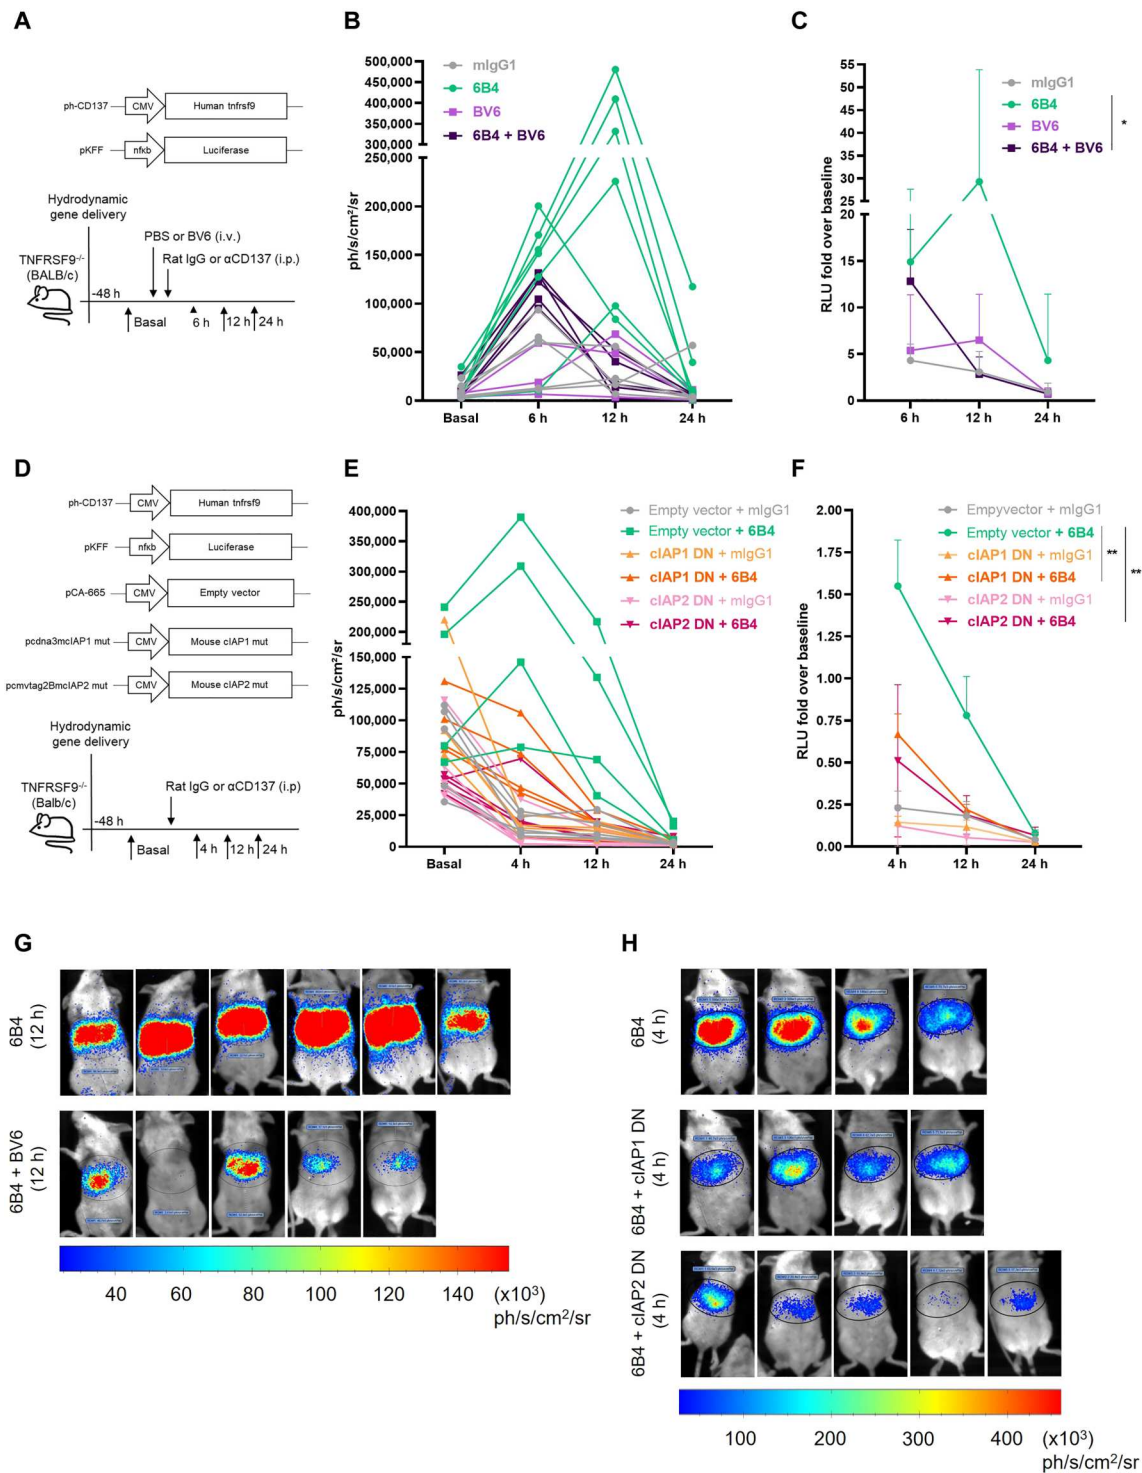 A
ph-CD137
CMV
Human tnfrsf9
pKFF
nfkb
Luciferase
Hydrodynamic
gene delivery
PBS or BV6 (i.v.)
Rat IgG or αCD137 (i.p.)
TNFRSF9-/-
(BALB/c)
-48 h
Basal
6 h
12 h
24 h
B
500,000
450,000
400,000
350,000
300,000
250,000
200,000
150,000
100,000
50,000
0
ph/s/cm²/sr
mIgG1
6B4
BV6
6B4 + BV6
Basal
6 h
12 h
24 h
C
55
50
45
40
35
30
25
20
15
10
5
0
RLU fold over baseline
mIgG1
6B4
BV6
6B4 + BV6
*
6 h
12 h
24 h
D
ph-CD137
CMV
Human tnfrsf9
pKFF
nfkb
Luciferase
pCA-665
CMV
Empty vector
pcdna3mcIAP1 mut
CMV
Mouse cIAP1 mut
pcmvtag2BmcIAP2 mut
CMV
Mouse cIAP2 mut
Hydrodynamic
gene delivery
Rat IgG or αCD137 (i.p)
TNFRSF9-/-
(Balb/c)
-48 h
Basal
4 h
12 h
24 h
E
400,000
350,000
300,000
250,000
200,000
150,000
125,000
100,000
75,000
50,000
25,000
0
ph/s/cm²/sr
Empty vector + mIgG1
Empty vector + 6B4
cIAP1 DN + mIgG1
cIAP1 DN + 6B4
cIAP2 DN + mIgG1
cIAP2 DN + 6B4
Basal
4 h
12 h
24 h
F
2.00
1.75
1.50
1.25
1.00
0.75
0.50
0.25
0.00
RLU fold over baseline
Empyvector + mIgG1
Empty vector + 6B4
cIAP1 DN + mIgG1
cIAP1 DN + 6B4
cIAP2 DN + mIgG1
cIAP2 DN + 6B4
**
**
4 h
12 h
24 h
G
6B4
(12 h)
6B4 + BV6
(12 h)
40 60 80 100 120 140 (x10³)
ph/s/cm²/sr
H
6B4
(4 h)
6B4 + cIAP1 DN
(4 h)
6B4 + cIAP2 DN
(4 h)
100 200 300 400 (x10³)
ph/s/cm²/sr